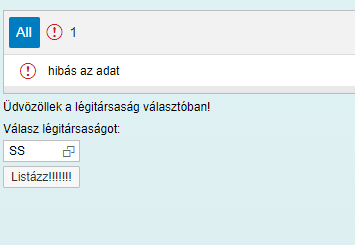 All 1
hibás az adat
Üdvözöllek a légitársaság választóban!
Válasz légitársaságot:
SS
Listázz!!!!!!!